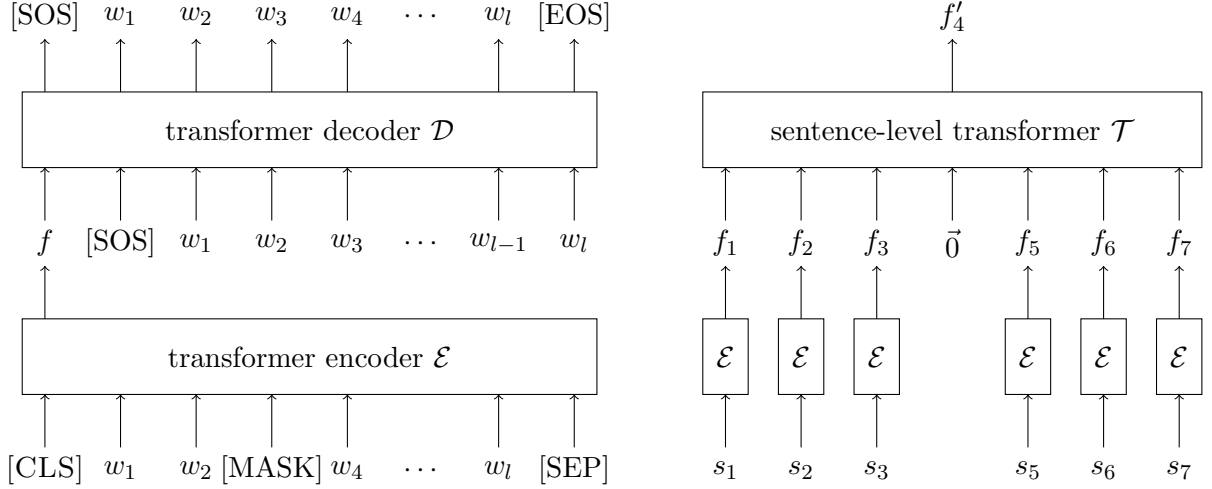 [SOS] w₁ w₂ w₃ w₄ ... wₗ [EOS]
transformer decoder 𝒟
f [SOS] w₁ w₂ w₃ ... wₗ₋₁ wₗ
transformer encoder ℰ
[CLS] w₁ w₂ [MASK] w₄ ... wₗ [SEP]
f′₄
sentence-level transformer 𝒯
f₁ f₂ f₃ 0⃗ f₅ f₆ f₇
ℰ ℰ ℰ ℰ ℰ ℰ
s₁ s₂ s₃ s₅ s₆ s₇